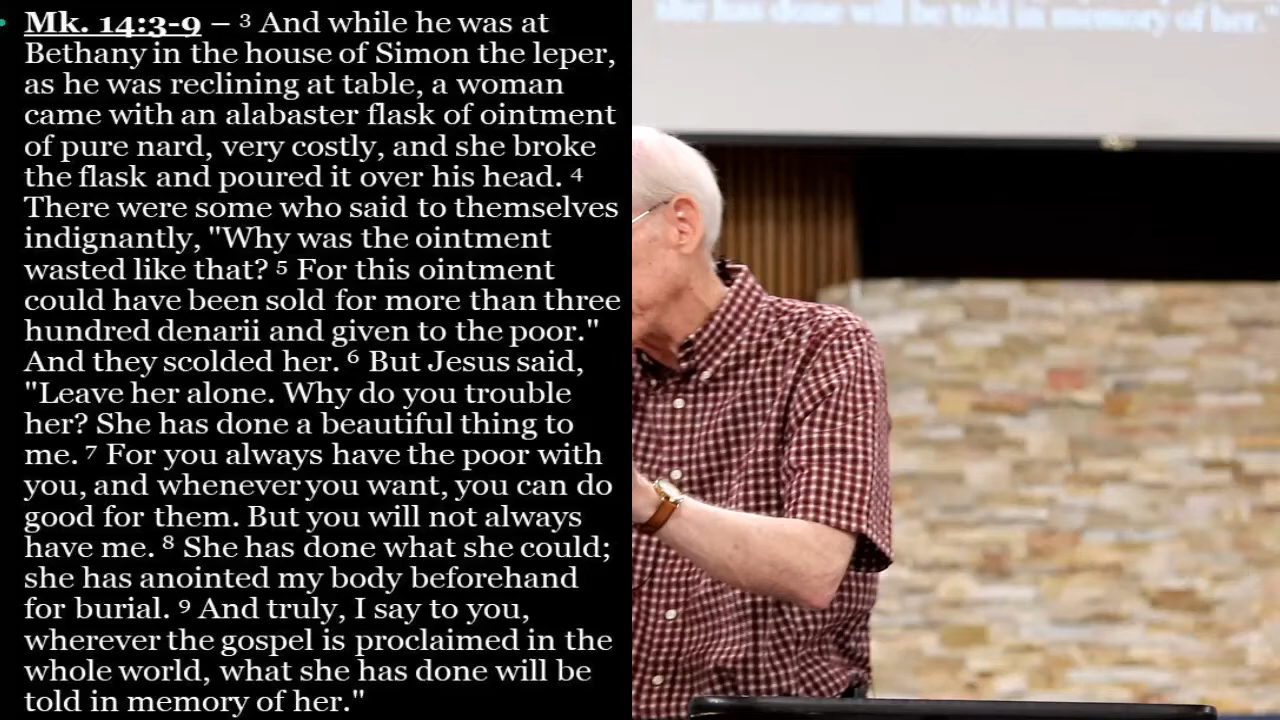 she has done will be told in memory of her."
Mk. 14:3-9 – 3 And while he was at
Bethany in the house of Simon the leper,
as he was reclining at table, a woman
came with an alabaster flask of ointment
of pure nard, very costly, and she broke
the flask and poured it over his head. 4
There were some who said to themselves
indignantly, "Why was the ointment
wasted like that? 5 For this ointment
could have been sold for more than three
hundred denarii and given to the poor."
And they scolded her. 6 But Jesus said,
"Leave her alone. Why do you trouble
her? She has done a beautiful thing to
me. 7 For you always have the poor with
you, and whenever you want, you can do
good for them. But you will not always
have me. 8 She has done what she could;
she has anointed my body beforehand
for burial. 9 And truly, I say to you,
wherever the gospel is proclaimed in the
whole world, what she has done will be
told in memory of her."